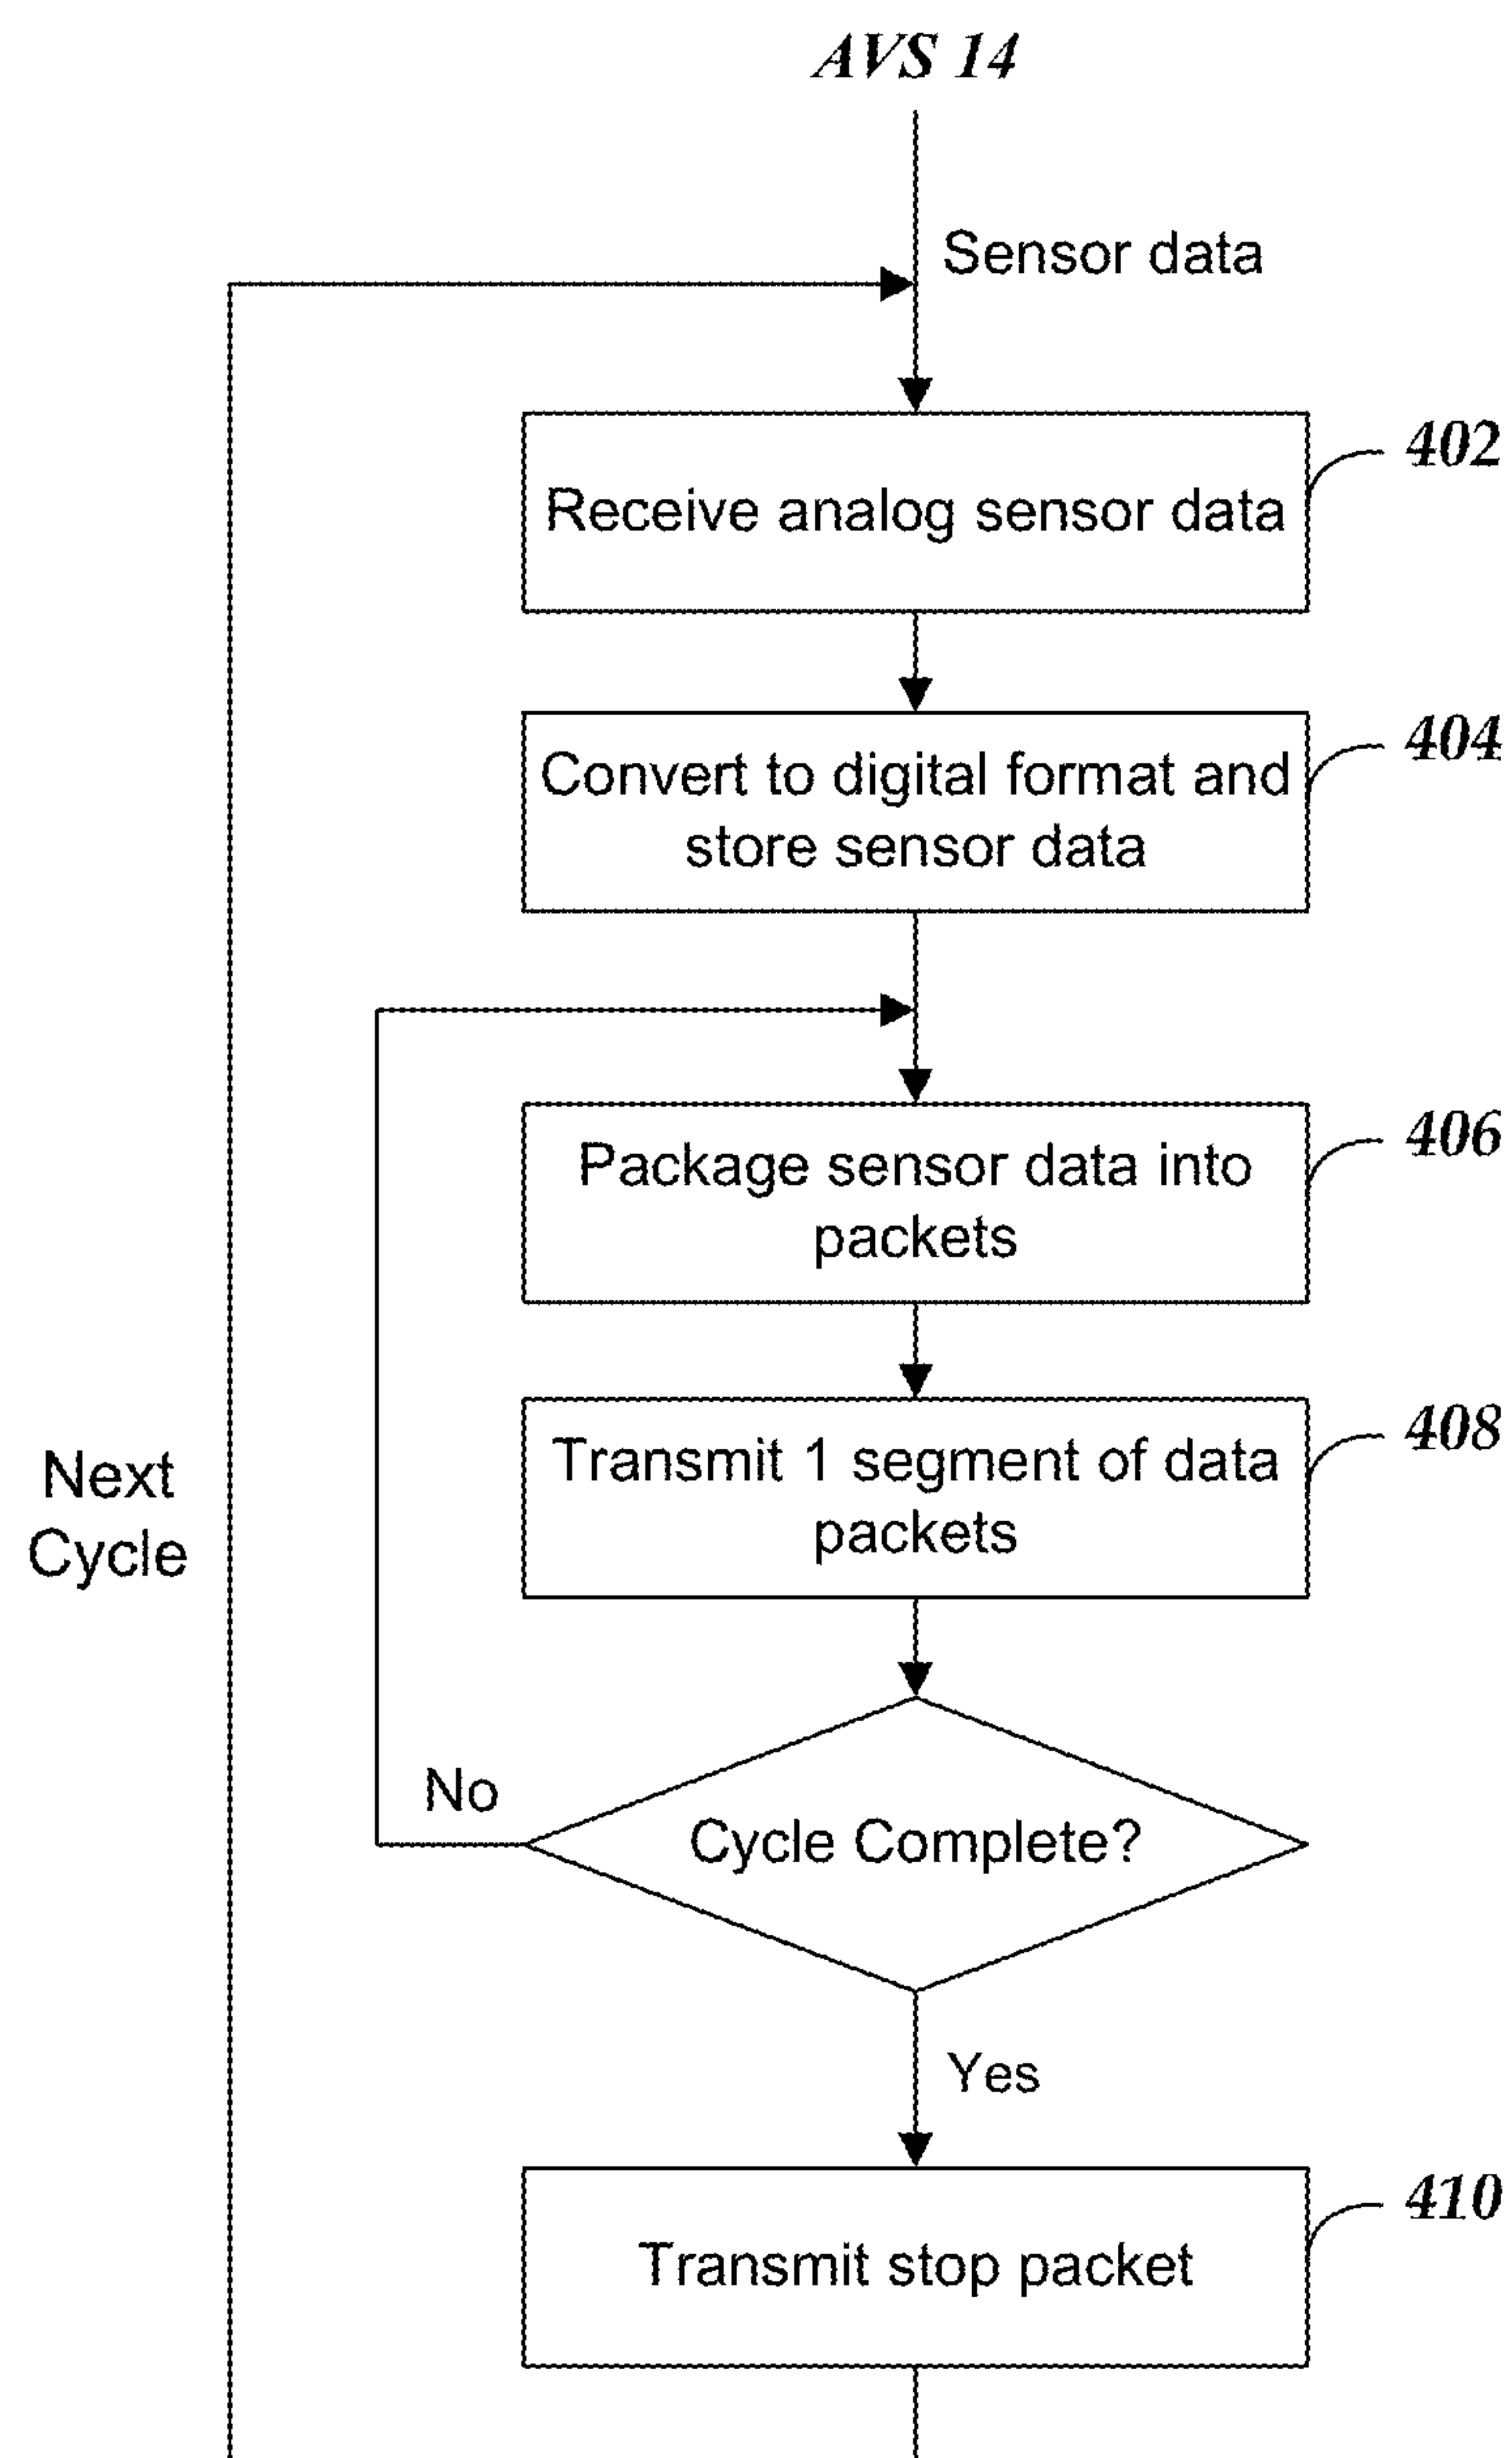 AVS 14
Sensor data
402
Receive analog sensor data
404
Convert to digital format and
store sensor data
406
Package sensor data into
packets
408
Transmit 1 segment of data
packets
Next
Cycle
No
Cycle Complete?
Yes
410
Transmit stop packet